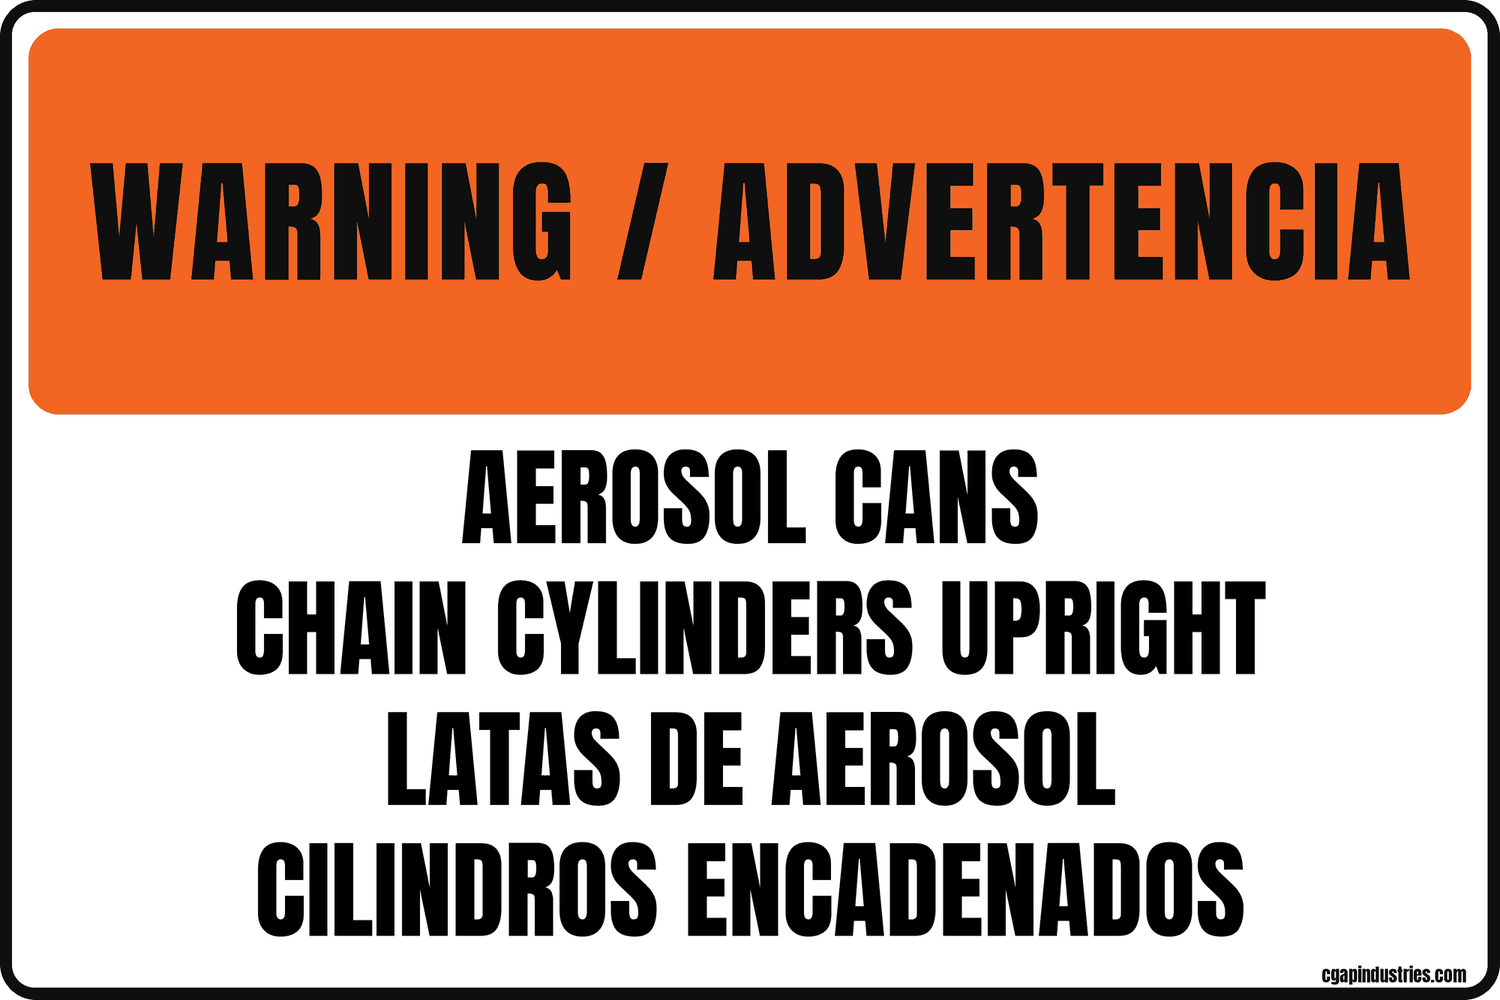 WARNING / ADVERTENCIA
AEROSOL CANS
CHAIN CYLINDERS UPRIGHT
LATAS DE AEROSOL
CILINDROS ENCADENADOS
cgapindustries.com